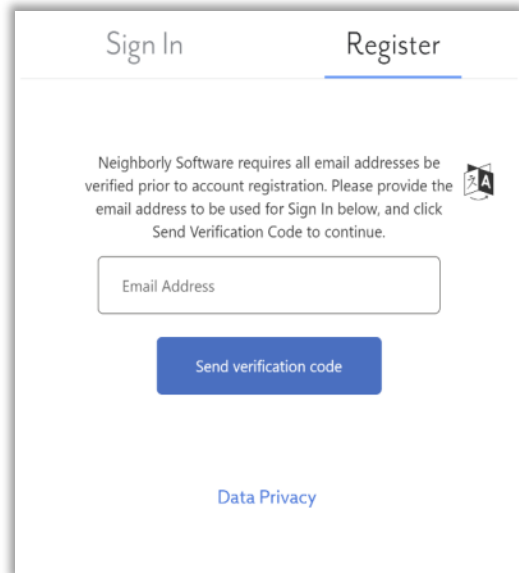 Sign In
Register
Neighborly Software requires all email addresses be
verified prior to account registration. Please provide the
email address to be used for Sign In below, and click
Send Verification Code to continue.
文 A
Email Address
Send verification code
Data Privacy